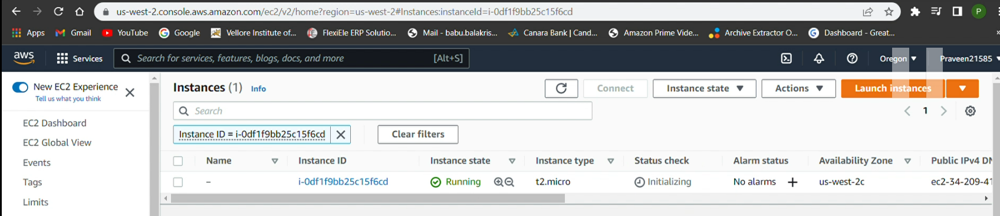 us-west-2.console.aws.amazon.com/ec2/v2/home?region=us-west-2#Instances:instanceId=i-0df1f9bb25c15f6cd
P
Apps Gmail YouTube Google Vellore Institute of... FlexiEle ERP Solutio... Mail - babu.balakris... Canara Bank | Cand... Amazon Prime Vide... Archive Extractor O... Dashboard - Great... »
aws Services Search for services, features, blogs, docs, and more [Alt+S] Oregon Praveen21585
New EC2 Experience
Tell us what you think
Instances (1) Info Connect Instance state Actions Launch instances
Search 1
EC2 Dashboard
Instance ID = i-0df1f9bb25c15f6cd Clear filters
EC2 Global View
Events
Name Instance ID Instance state Instance type Status check Alarm status Availability Zone Public IPv4 DN
Tags
– i-0df1f9bb25c15f6cd Running t2.micro Initializing No alarms + us-west-2c ec2-34-209-41
Limits